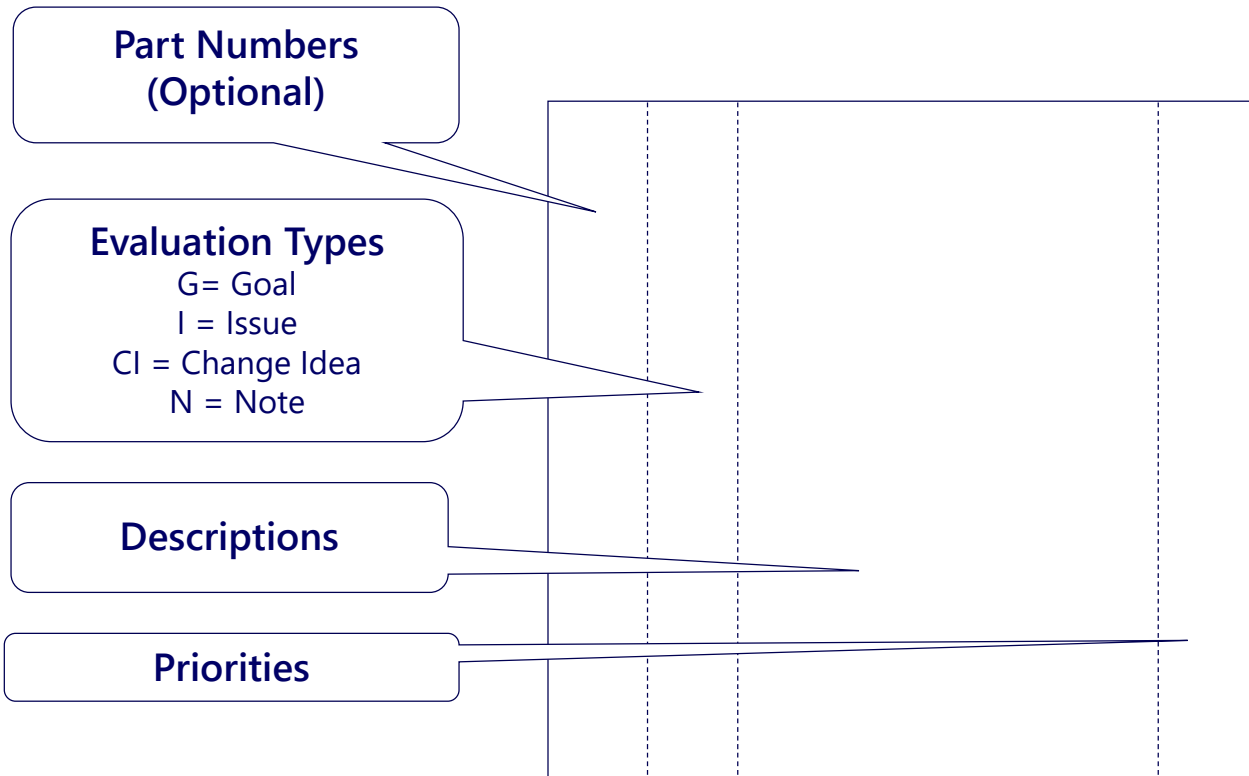 Part Numbers
(Optional)
Evaluation Types
G= Goal
I = Issue
CI = Change Idea
N = Note
Descriptions
Priorities